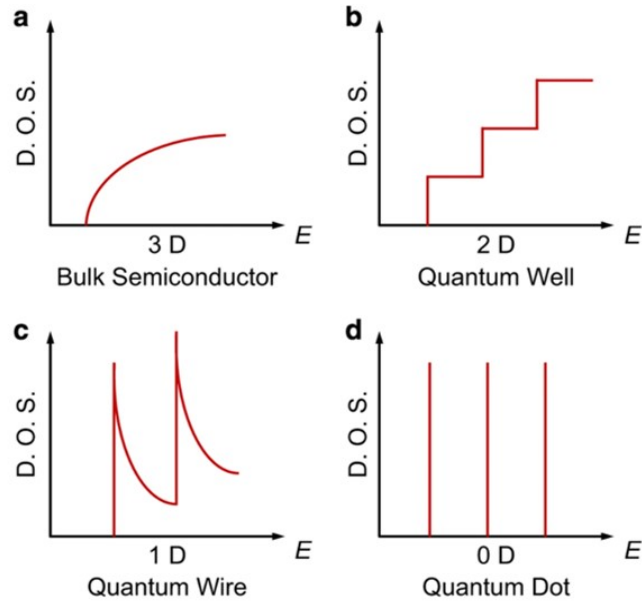 a
D. O. S.
E
3 D
Bulk Semiconductor
b
D. O. S.
E
2 D
Quantum Well
c
D. O. S.
E
1 D
Quantum Wire
d
D. O. S.
E
0 D
Quantum Dot